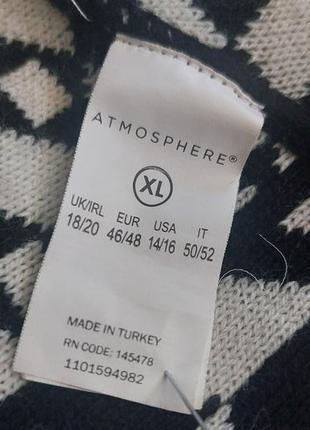 ATMOSPHERE®
XL
UK/IRL EUR USA IT
18/20 46/48 14/16 50/52
MADE IN TURKEY
RN CODE: 145478
1101594982